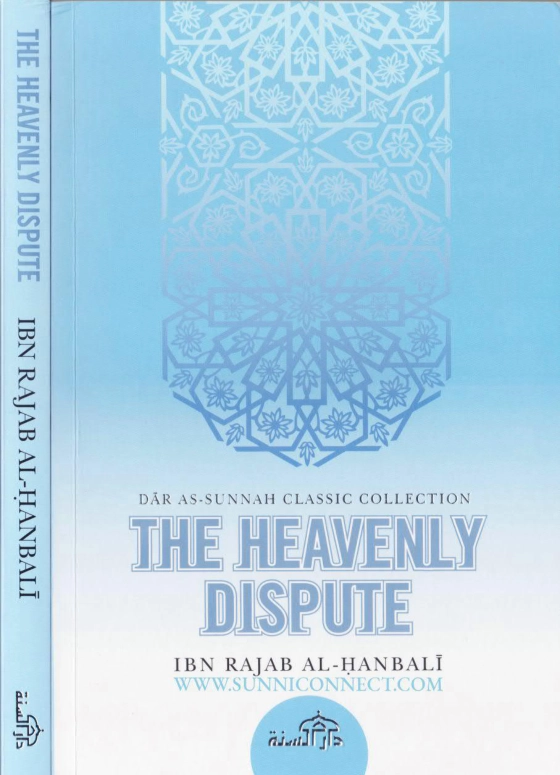 THE HEAVENLY DISPUTE
IBN RAJAB AL-ḤANBALĪ
دار السنة
DĀR AS-SUNNAH CLASSIC COLLECTION
THE HEAVENLY
DISPUTE
IBN RAJAB AL-ḤANBALĪ
WWW.SUNNICONNECT.COM
دار السنة